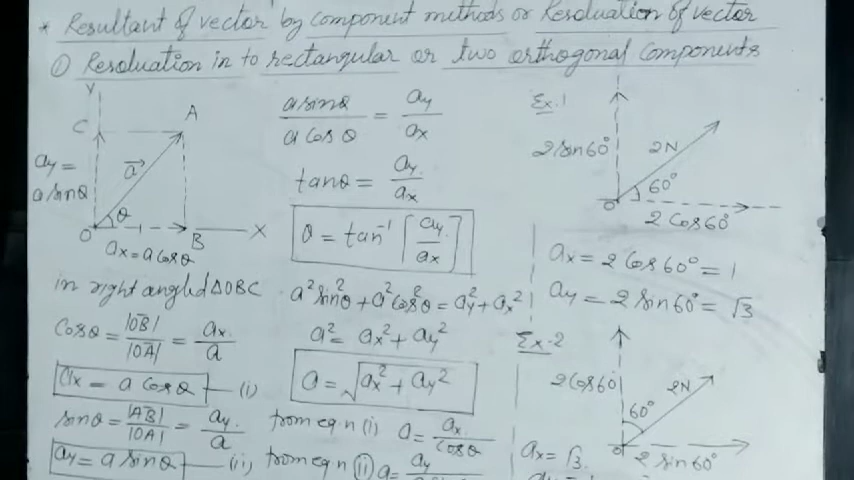 * Resultant of vector by component methods or Resoluation of vector
① Resoluation in to rectangular or two orthogonal components
Y
C
A
a⃗
ay =
a sinθ
θ
O
B
X
ax = a cosθ
in right angled ΔOBC
Cosθ = |OB| / |OA| = ax / a
ax = a cosθ —(i)
sinθ = |AB| / |OA| = ay / a
ay = a sinθ —(ii)
a sinθ / a cosθ = ay / ax
tanθ = ay / ax
θ = tan⁻¹ [ay / ax]
a² sin²θ + a² cos²θ = ay² + ax²
a² = ax² + ay²
a = √ax² + ay²
from eq.n (i) a = ax / cosθ
from eq.n (ii) a = ay
Ex.1
2 sin60°
2N
60°
O
2 Cos60°
ax = 2 Cos60° = 1
ay = 2 sin60° = √3
Ex-2
2 Cos60
2N
60°
O
2 sin60°
ax = √3